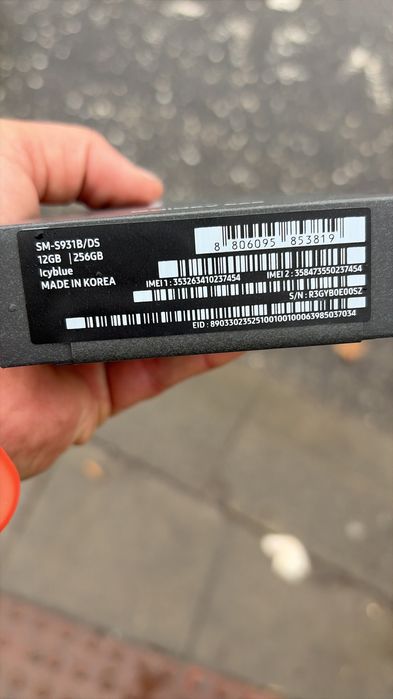 SM-S931B/DS
12GB | 256GB
Icyblue
MADE IN KOREA
8 806095 853819
IMEI 1 : 353263410237454
IMEI 2 : 358473550237454
S/N : R3GYB0E00SZ
EID : 89033023525100100100063985037034